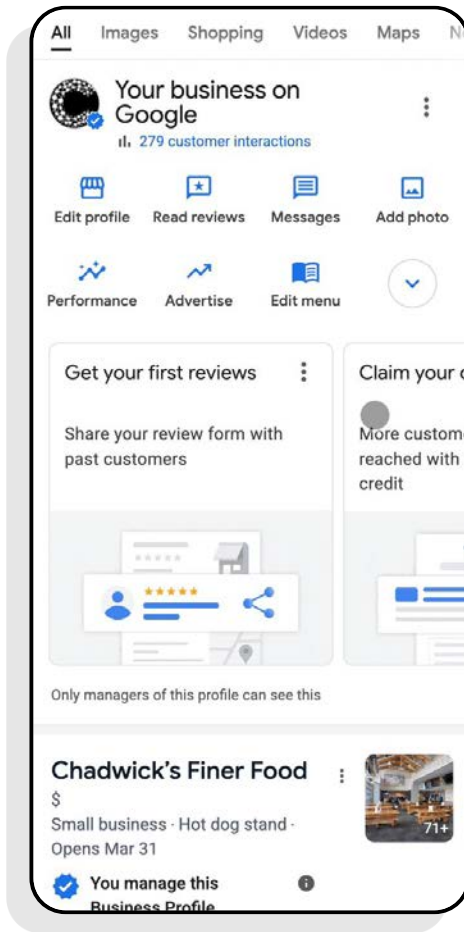 All Images Shopping Videos Maps N
Your business on
Google
279 customer interactions
Edit profile Read reviews Messages Add photo
Performance Advertise Edit menu
Get your first reviews
Share your review form with
past customers
Claim your
More custom
reached with
credit
Only managers of this profile can see this
Chadwick's Finer Food
$
Small business · Hot dog stand ·
Opens Mar 31
71+
You manage this
Business Profile